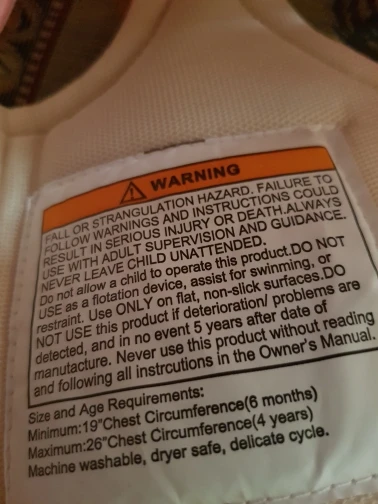 WARNING
FALL OR STRANGULATION HAZARD. FAILURE TO
FOLLOW WARNINGS AND INSTRUCTIONS COULD
RESULT IN SERIOUS INJURY OR DEATH.ALWAYS
USE WITH ADULT SUPERVISION AND GUIDANCE.
NEVER LEAVE CHILD UNATTENDED.
Do not allow a child to operate this product.DO NOT
USE as a flotation device, assist for swimming, or
restraint. Use ONLY on flat, non-slick surfaces.DO
NOT USE this product if deterioration/ problems are
detected, and in no event 5 years after date of
manutacture. Never use this product without reading
and following all instrcutions in the Owner's Manual.
Size and Age Requirements:
Minimum:19"Chest Circumference(6 months)
Maximum:26"Chest Circumference(4 years)
Machine washable, dryer safe, delicate cycle.